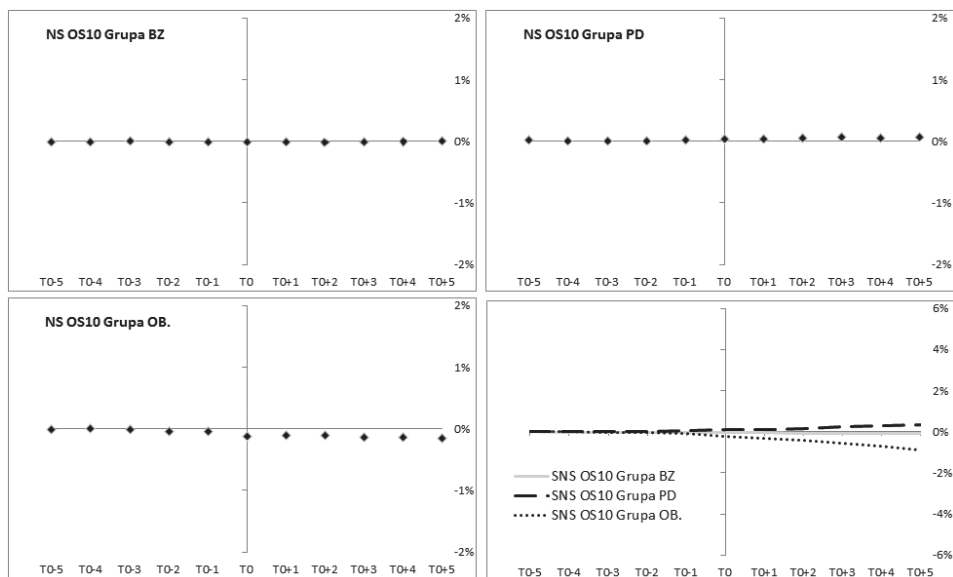 NS OS10 Grupa BZ
2%
1%
0%
-1%
-2%
T0-5 T0-4 T0-3 T0-2 T0-1 T0 T0+1 T0+2 T0+3 T0+4 T0+5
NS OS10 Grupa PD
2%
1%
0%
-1%
-2%
T0-5 T0-4 T0-3 T0-2 T0-1 T0 T0+1 T0+2 T0+3 T0+4 T0+5
NS OS10 Grupa OB.
2%
1%
0%
-1%
-2%
T0-5 T0-4 T0-3 T0-2 T0-1 T0 T0+1 T0+2 T0+3 T0+4 T0+5
6%
4%
2%
0%
-2%
-4%
-6%
SNS OS10 Grupa BZ
SNS OS10 Grupa PD
SNS OS10 Grupa OB.
T0-5 T0-4 T0-3 T0-2 T0-1 T0 T0+1 T0+2 T0+3 T0+4 T0+5